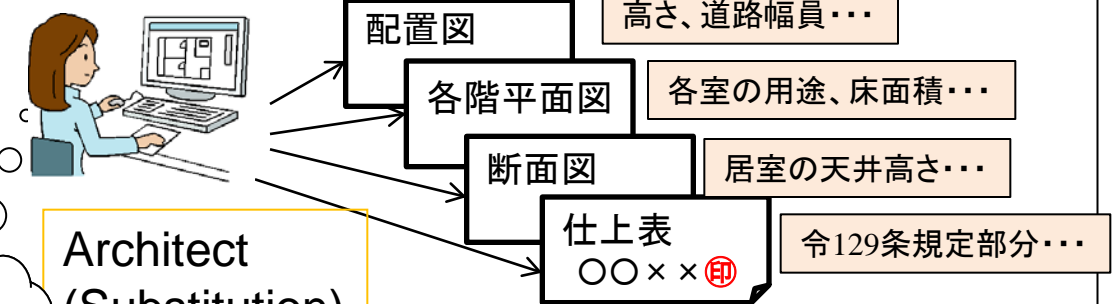 配置図
高さ、道路幅員・・・
各階平面図
各室の用途、床面積・・・
断面図
居室の天井高さ・・・
仕上表
〇〇××㊞
令129条規定部分・・・
Architect
(Substitution)